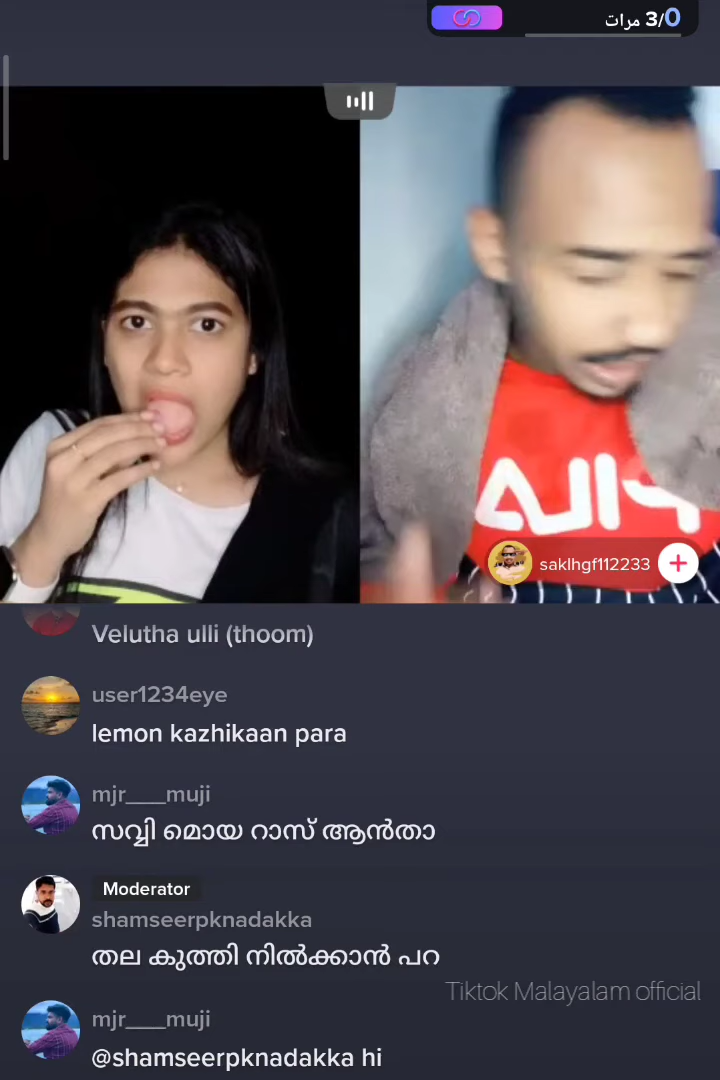 0/3 مرات
saklhgf112233
Velutha ulli (thoom)
user1234eye
lemon kazhikaan para
mjr___muji
സവ്വി മൊയ റാസ് ആൻതാ
Moderator
shamseerpknadakka
തല കുത്തി നിൽക്കാൻ പറ
Tiktok Malayalam official
mjr___muji
@shamseerpknadakka hi